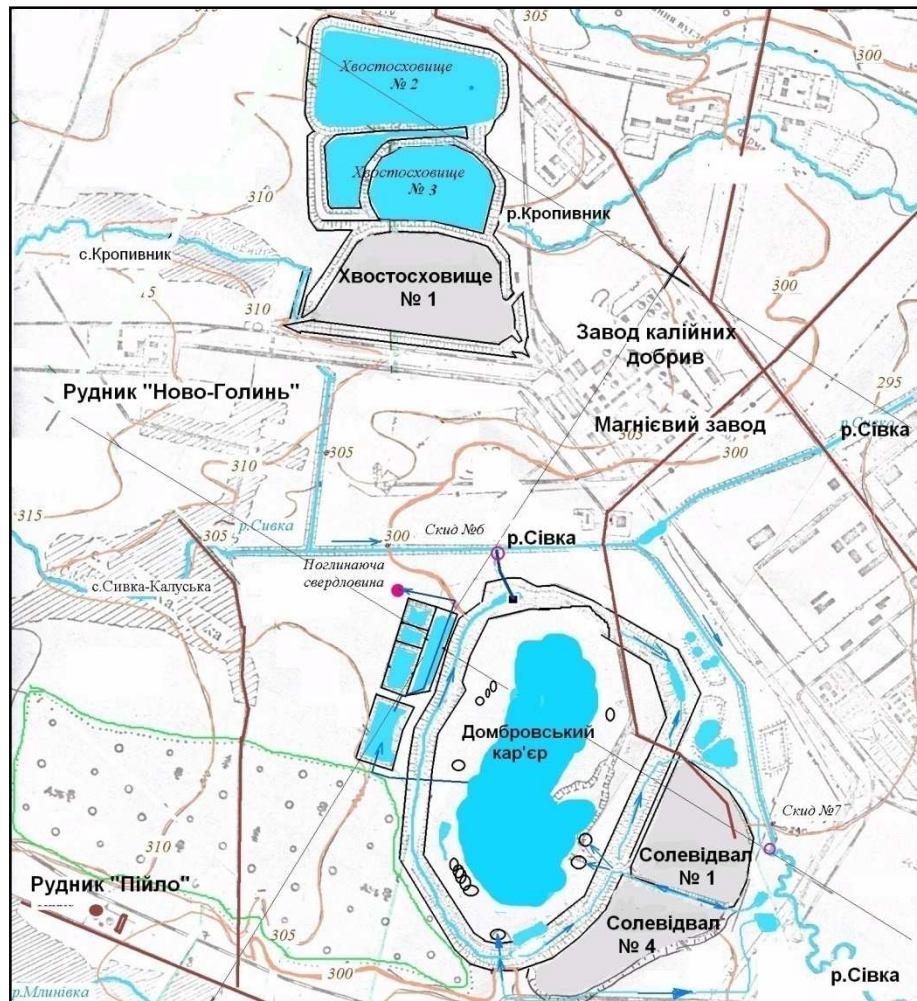 305
300
Хвостосховище
№ 2
Хвостосховище
№ 3
310
р.Кропивник
с.Кропивник
Хвостосховище
№ 1
310
300
Завод калійних
добрив
295
Рудник "Ново-Голинь"
Магнієвий завод
305
300
р.Сівка
310
305
315
р.Сивка
Скид №6
300
р.Сівка
305
Поглинаюча
свердловина
с.Сивка-Калуська
Домбровський
кар'єр
Скид №7
310
Солевідвал
№ 1
Рудник "Пійло"
Солевідвал
№ 4
305
300
р.Сівка
р.Млинівка